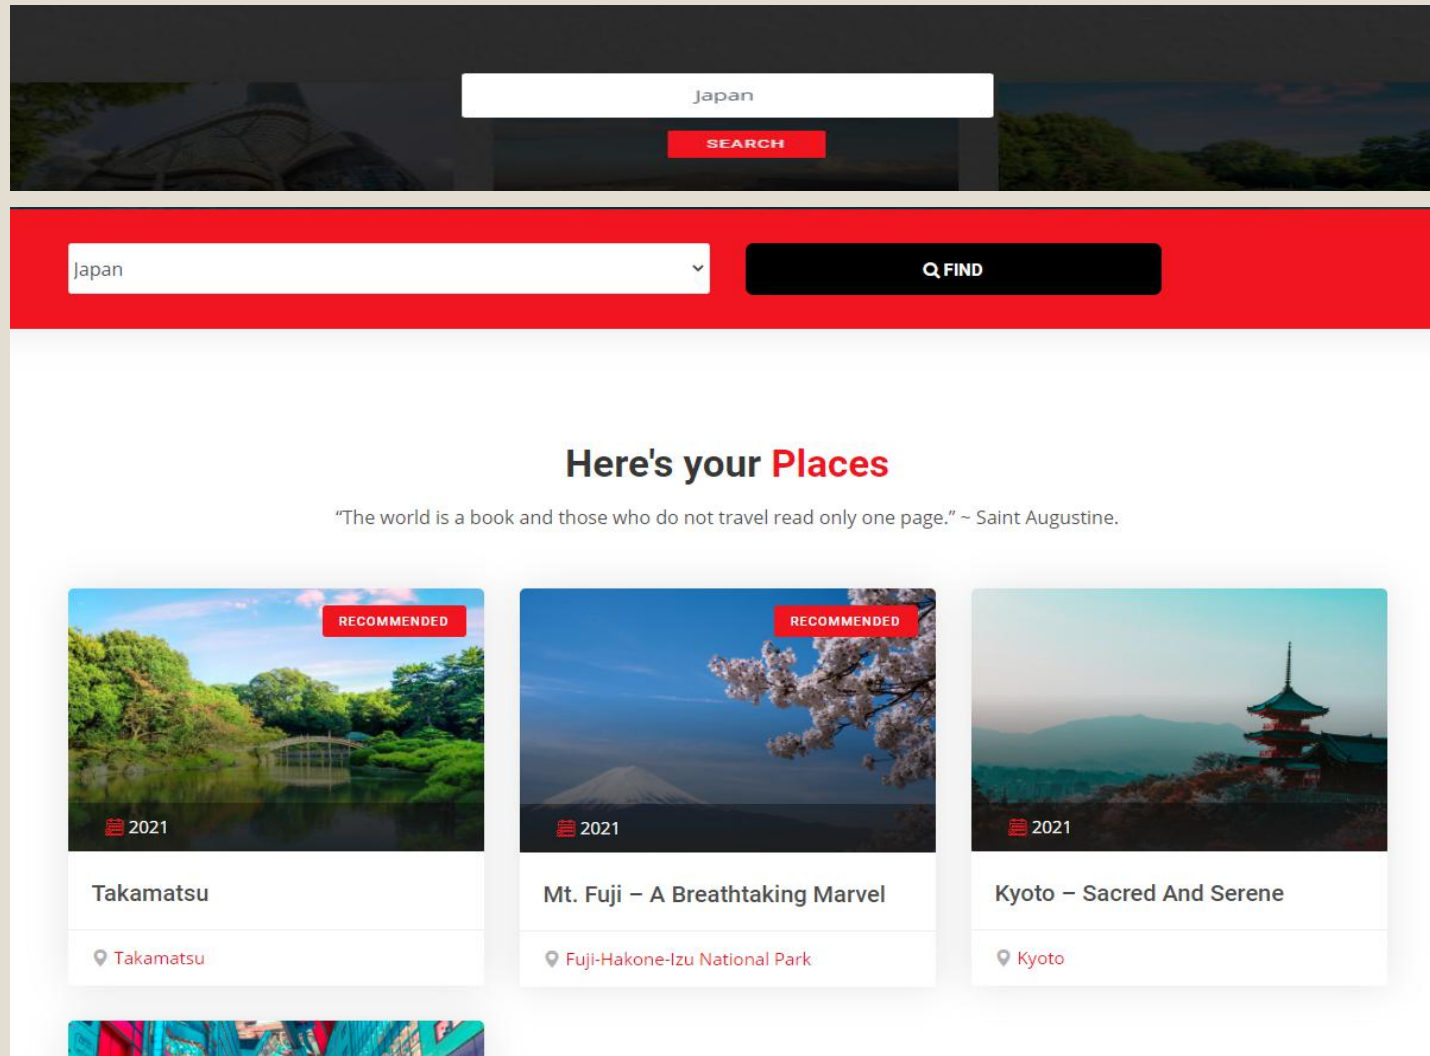 Japan
SEARCH
Japan
FIND
Here's your Places
“The world is a book and those who do not travel read only one page.” ~ Saint Augustine.
RECOMMENDED
RECOMMENDED
2021
2021
2021
Takamatsu
Mt. Fuji – A Breathtaking Marvel
Kyoto – Sacred And Serene
Takamatsu
Fuji-Hakone-Izu National Park
Kyoto